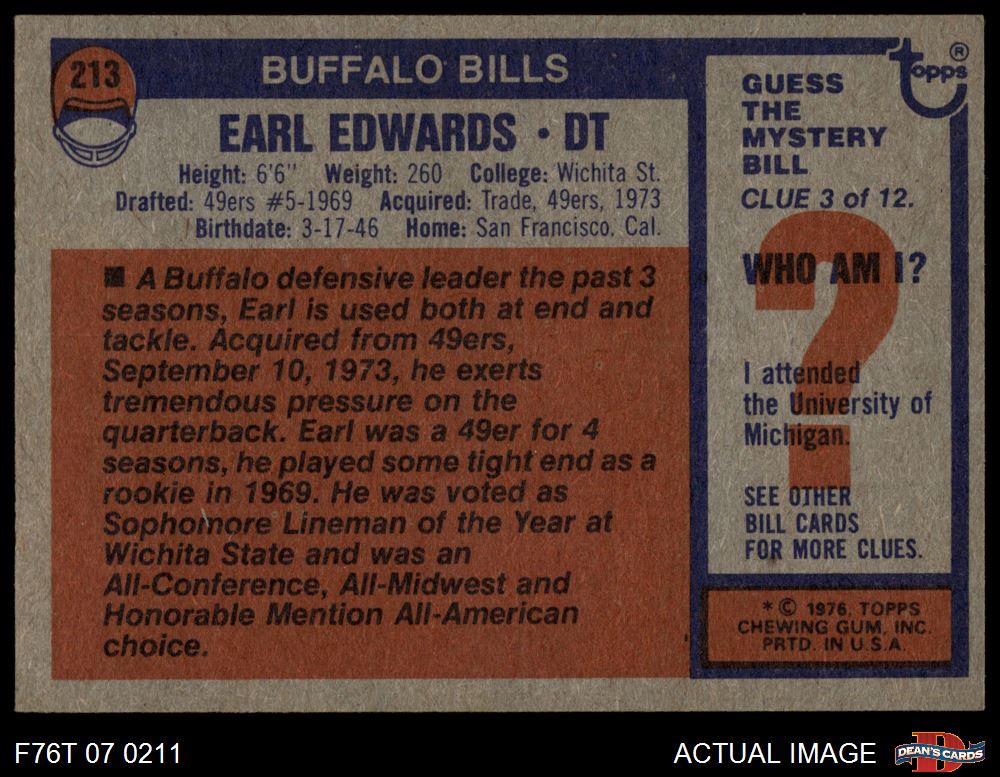 213
BUFFALO BILLS
EARL EDWARDS • DT
Height: 6'6" Weight: 260 College: Wichita St.
Drafted: 49ers #5-1969 Acquired: Trade, 49ers, 1973
Birthdate: 3-17-46 Home: San Francisco, Cal.
■ A Buffalo defensive leader the past 3
seasons, Earl is used both at end and
tackle. Acquired from 49ers,
September 10, 1973, he exerts
tremendous pressure on the
quarterback. Earl was a 49er for 4
seasons, he played some tight end as a
rookie in 1969. He was voted as
Sophomore Lineman of the Year at
Wichita State and was an
All-Conference, All-Midwest and
Honorable Mention All-American
choice.
topps ®
GUESS
THE
MYSTERY
BILL
CLUE 3 of 12.
WHO AM I?
?
I attended
the University of
Michigan.
SEE OTHER
BILL CARDS
FOR MORE CLUES.
* © 1976, TOPPS
CHEWING GUM, INC.
PRTD. IN U.S.A.
F76T 07 0211
ACTUAL IMAGE
D
DEAN'S CARDS